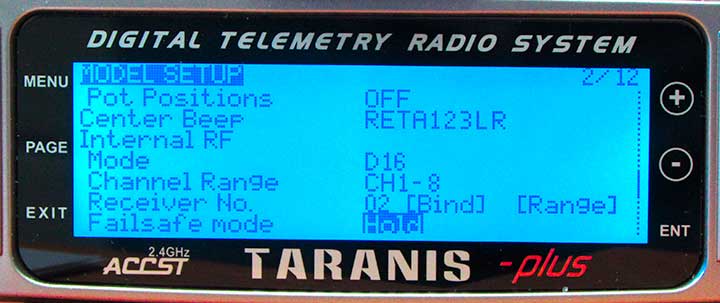 DIGITAL TELEMETRY RADIO SYSTEM
MENU
PAGE
EXIT
MODEL SETUP 2/12
Pot Positions OFF
Center Beep RETA123LR
Internal RF
Mode D16
Channel Range CH1-8
Receiver No. 02 [Bind] [Range]
Failsafe mode Hold
+
-
ENT
2.4GHz
ACCST TARANIS -plus